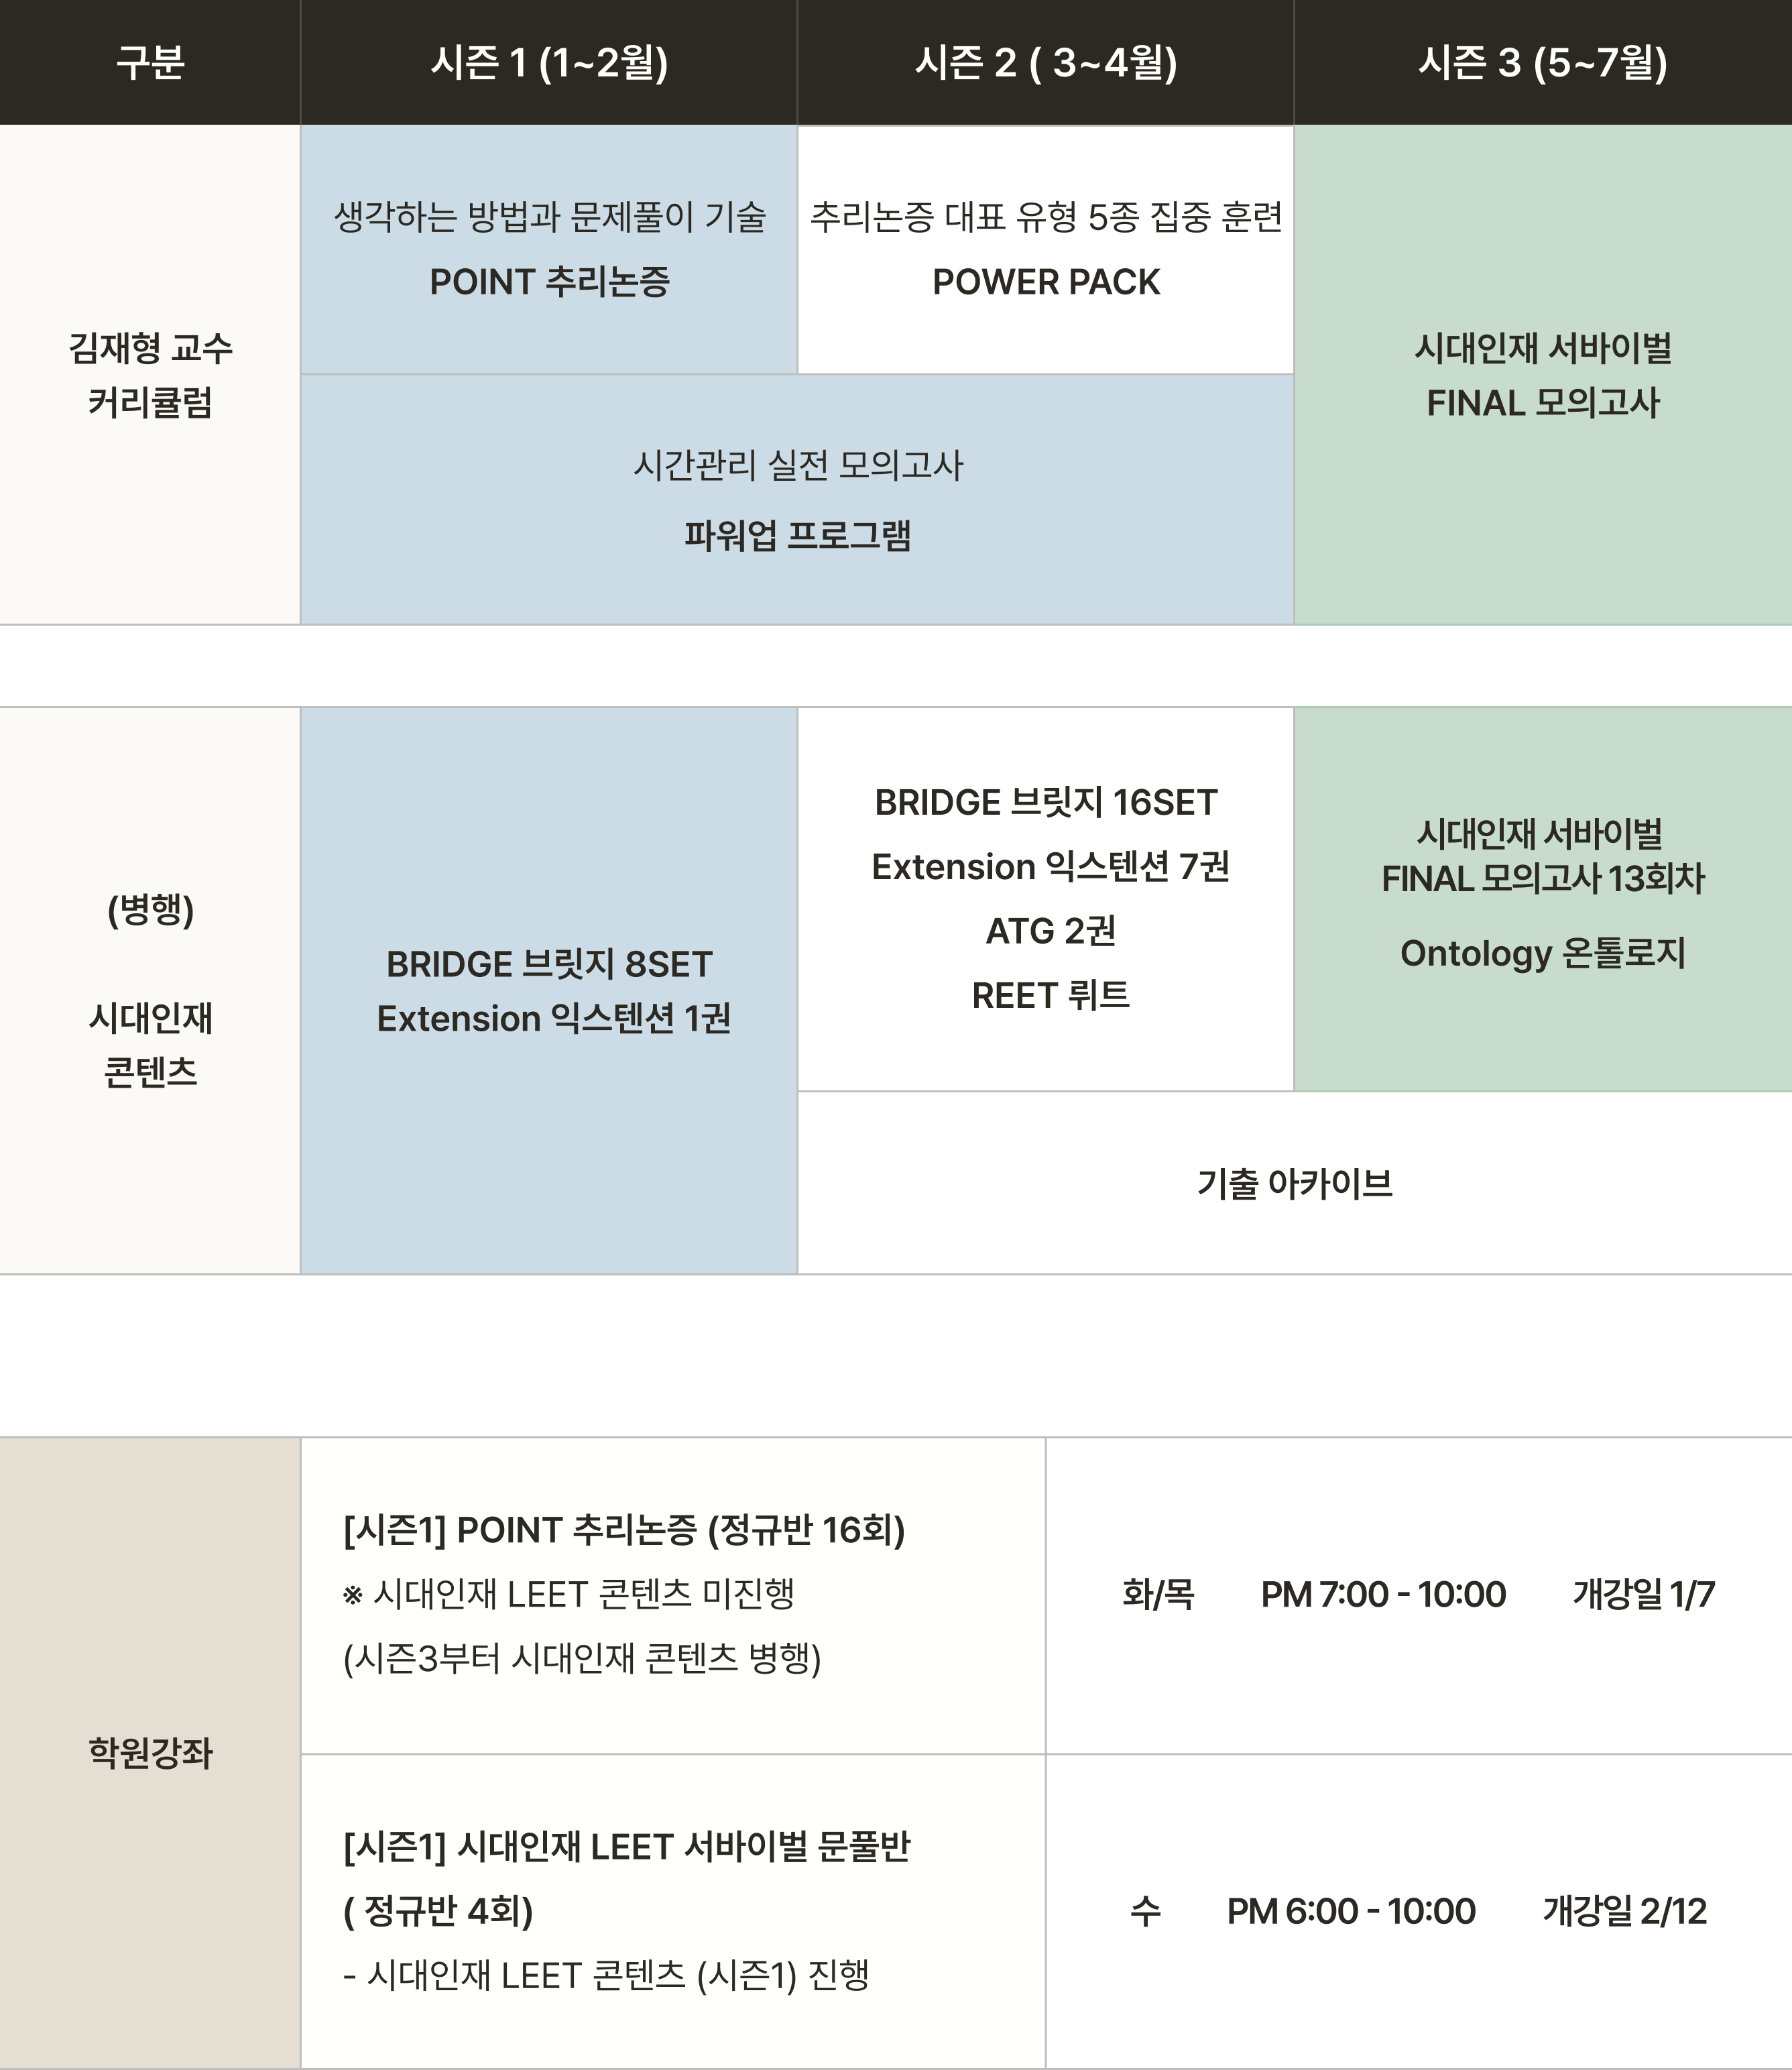 구분
시즌 1 (1~2월)
시즌 2 ( 3~4월)
시즌 3 (5~7월)
김재형 교수
커리큘럼
생각하는 방법과 문제풀이 기술
POINT 추리논증
추리논증 대표 유형 5종 집중 훈련
POWER PACK
시간관리 실전 모의고사
파워업 프로그램
시대인재 서바이벌
FINAL 모의고사
(병행)
시대인재
콘텐츠
BRIDGE 브릿지 8SET
Extension 익스텐션 1권
BRIDGE 브릿지 16SET
Extension 익스텐션 7권
ATG 2권
REET 뤼트
시대인재 서바이벌
FINAL 모의고사 13회차
Ontology 온톨로지
기출 아카이브
학원강좌
[시즌1] POINT 추리논증 (정규반 16회)
※ 시대인재 LEET 콘텐츠 미진행
(시즌3부터 시대인재 콘텐츠 병행)
화/목 PM 7:00 - 10:00 개강일 1/7
[시즌1] 시대인재 LEET 서바이벌 문풀반
( 정규반 4회)
- 시대인재 LEET 콘텐츠 (시즌1) 진행
수 PM 6:00 - 10:00 개강일 2/12